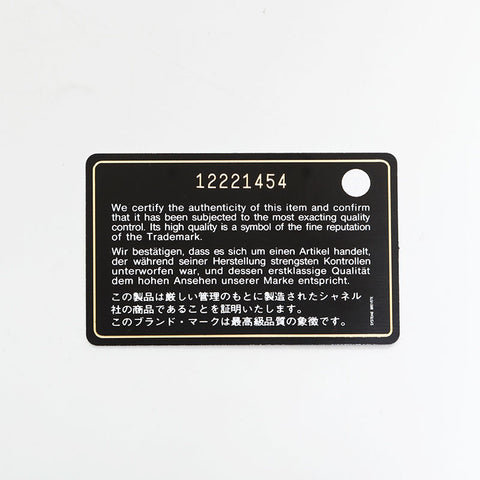 12221454
We certify the authenticity of this item and confirm
that it has been subjected to the most exacting quality
control. Its high quality is a symbol of the fine reputation
of the Trademark.
Wir bestätigen, dass es sich um einen Artikel handelt,
der während seiner Herstellung strengsten Kontrollen
unterworfen war, und dessen erstklassige Qualität
dem hohen Ansehen unserer Marke entspricht.
この製品は厳しい管理のもとに製造されたシャネル
社の商品であることを証明いたします。
このブランド・マークは最高級品質の象徴です。